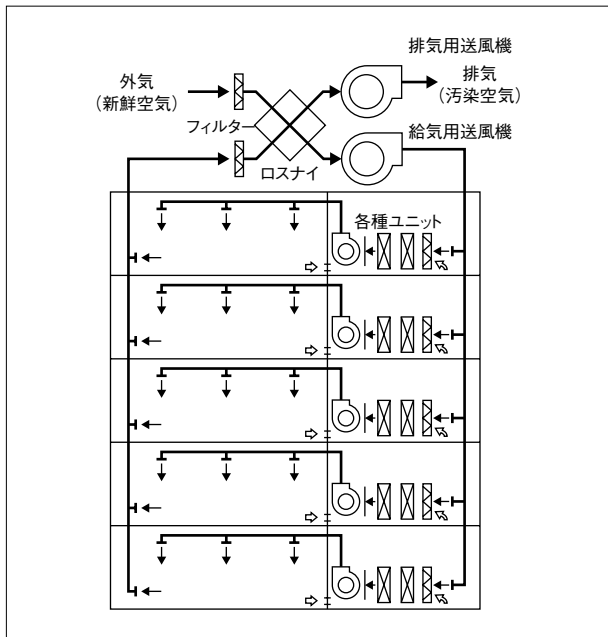 排気用送風機
外気
(新鮮空気)
排気
(汚染空気)
フィルター
給気用送風機
ロスナイ
各種ユニット